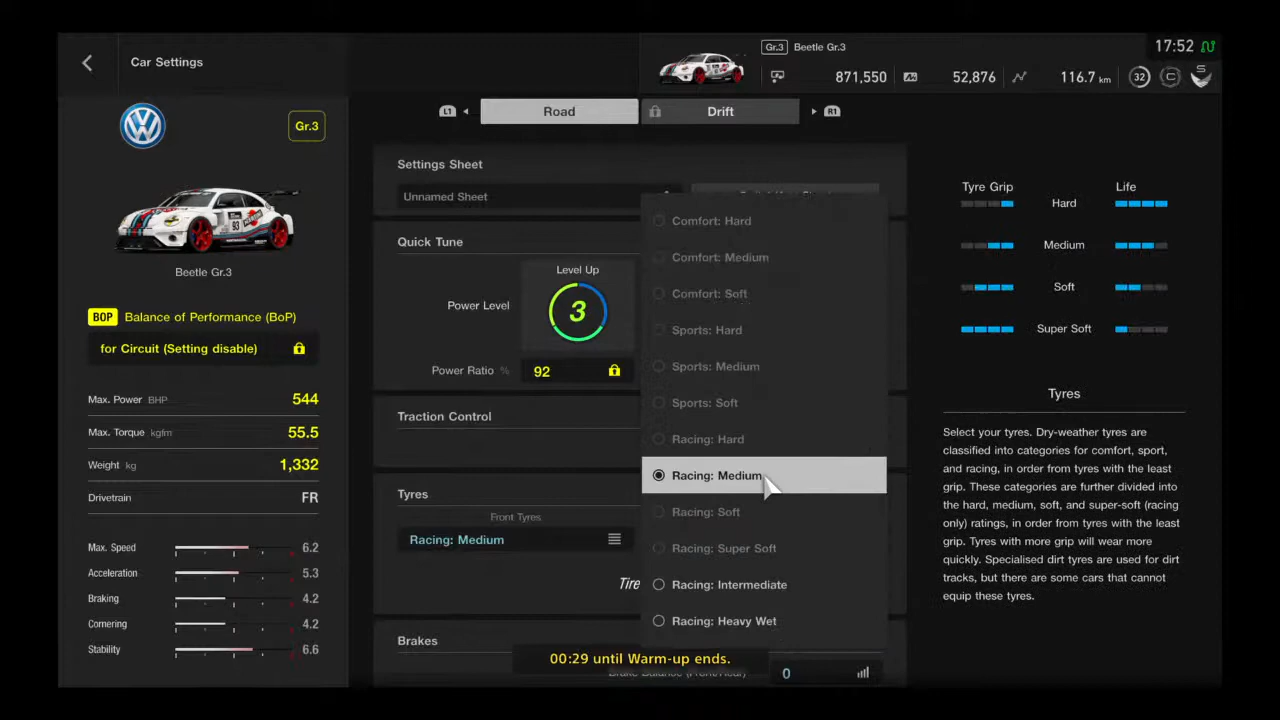 Car Settings
Gr.3 Beetle Gr.3
17:52
871,550
52,876
116.7 km
32
C
S
Gr.3
Beetle Gr.3
BOP Balance of Performance (BoP)
for Circuit (Setting disable)
Max. Power BHP 544
Max. Torque kgfm 55.5
Weight kg 1,332
Drivetrain FR
Max. Speed 6.2
Acceleration 5.3
Braking 4.2
Cornering 4.2
Stability 6.6
L1 Road Drift R1
Settings Sheet
Unnamed Sheet
Quick Tune
Level Up
Power Level 3
Power Ratio % 92
Traction Control
Tyres
Front Tyres
Racing: Medium
Tire
Brakes
Brake Balance (Front/Rear) 0
Comfort: Hard
Comfort: Medium
Comfort: Soft
Sports: Hard
Sports: Medium
Sports: Soft
Racing: Hard
Racing: Medium
Racing: Soft
Racing: Super Soft
Racing: Intermediate
Racing: Heavy Wet
00:29 until Warm-up ends.
Tyre Grip Life
Hard
Medium
Soft
Super Soft
Tyres
Select your tyres. Dry-weather tyres are
classified into categories for comfort, sport,
and racing, in order from tyres with the least
grip. These categories are further divided into
the hard, medium, soft, and super-soft (racing
only) ratings, in order from tyres with the least
grip. Tyres with more grip will wear more
quickly. Specialised dirt tyres are used for dirt
tracks, but there are some cars that cannot
equip these tyres.